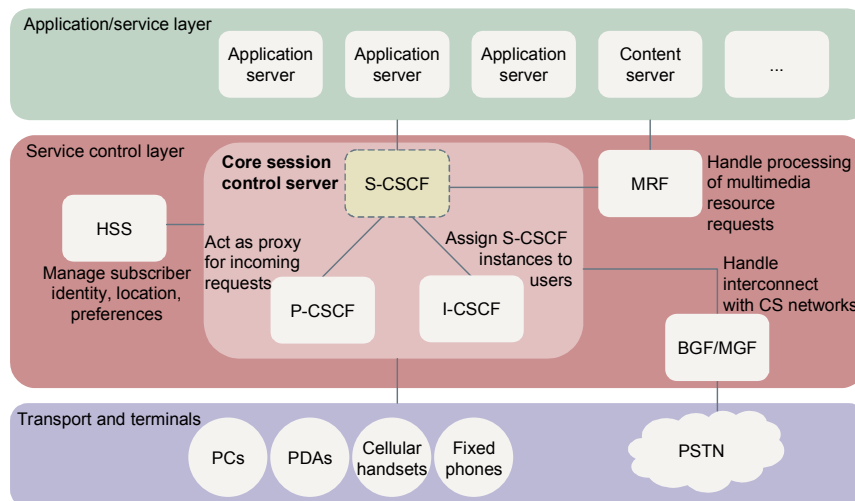 Application/service layer
Application
server
Application
server
Application
server
Content
server
...
Service control layer
Core session
control server
S-CSCF
MRF
Handle processing
of multimedia
resource
requests
HSS
Manage subscriber
identity, location,
preferences
Act as proxy
for incoming
requests
Assign S-CSCF
instances to
users
P-CSCF
I-CSCF
Handle
interconnect
with CS networks
BGF/MGF
Transport and terminals
PCs
PDAs
Cellular
handsets
Fixed
phones
PSTN